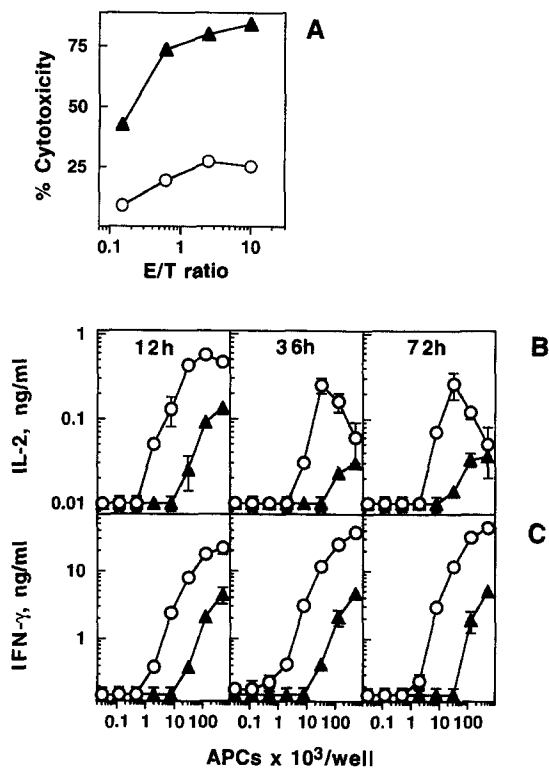 A
% Cytotoxicity
75
50
25
0.1 1 10
E/T ratio
B
12h 36h 72h
IL-2, ng/ml
1
0.1
0.01
C
IFN-γ, ng/ml
10
1
0.1 1 10 100 0.1 1 10 100 0.1 1 10 100
APCs x 10³/well